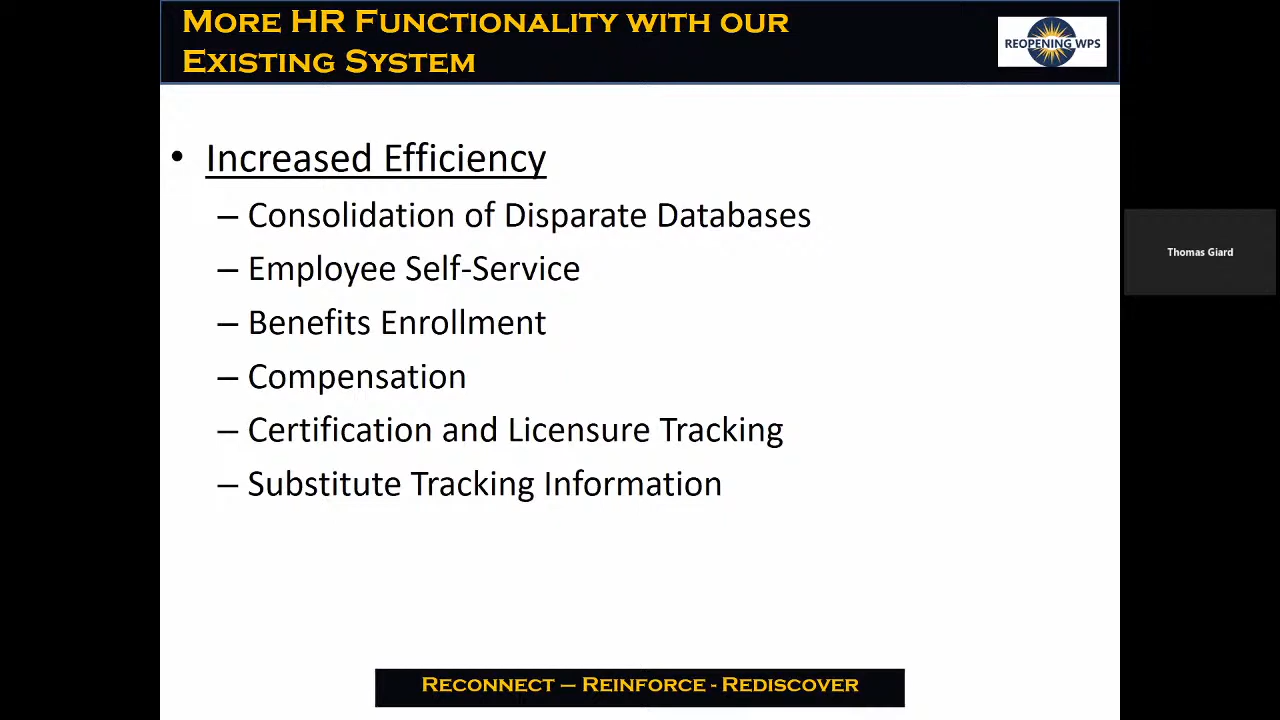 More HR Functionality with our
Existing System
REOPENING WPS
• Increased Efficiency
– Consolidation of Disparate Databases
– Employee Self-Service
– Benefits Enrollment
– Compensation
– Certification and Licensure Tracking
– Substitute Tracking Information
Thomas Giard
Reconnect – Reinforce - Rediscover